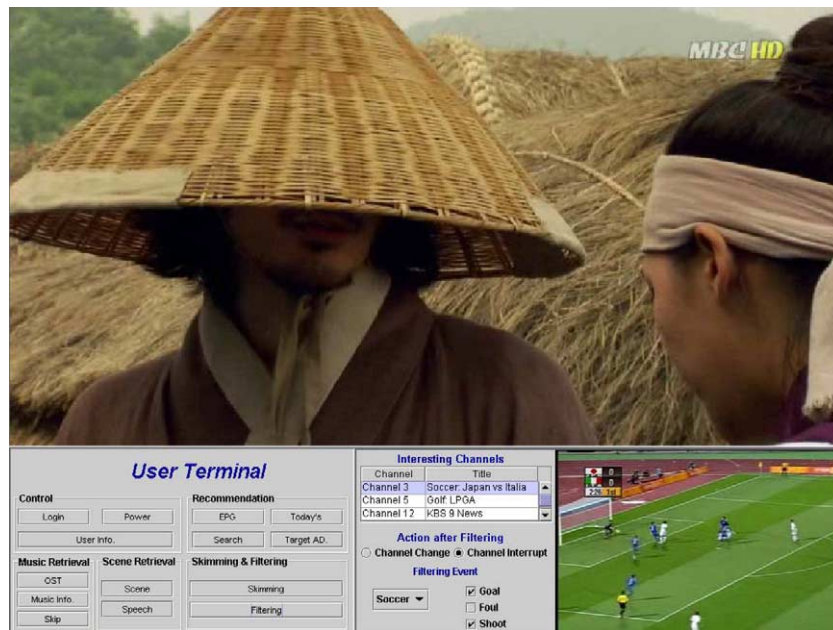 MBC HD
User Terminal
Control
Login
Power
User Info.
Recommendation
EPG
Today's
Search
Target AD.
Music Retrieval
OST
Music Info.
Skip
Scene Retrieval
Scene
Speech
Skimming & Filtering
Skimming
Filtering
Interesting Channels
Channel Title
Channel 3 Soccer: Japan vs Italia
Channel 5 Golf: LPGA
Channel 12 KBS 9 News
Action after Filtering
Channel Change Channel Interrupt
Filtering Event
Soccer
Goal
Foul
Shoot
0
0